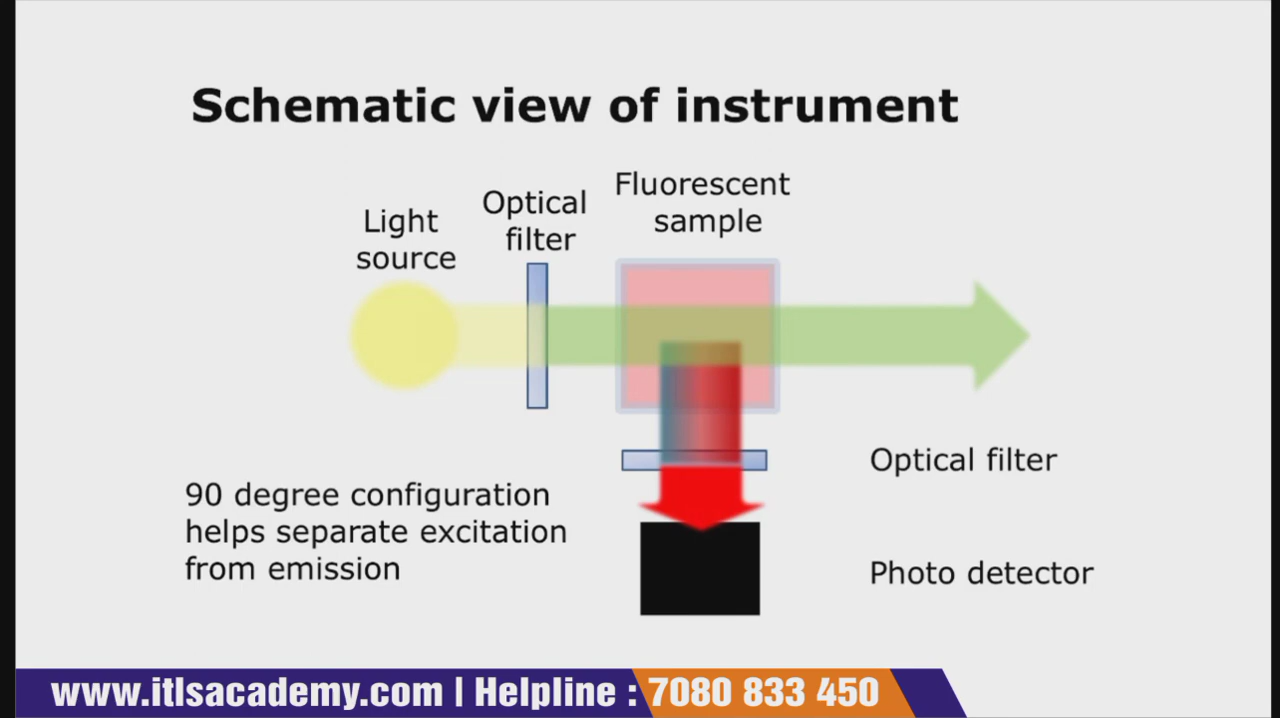 Schematic view of instrument
Fluorescent
sample
Optical
filter
Light
source
Optical filter
90 degree configuration
helps separate excitation
from emission
Photo detector
www.itlsacademy.com | Helpline : 7080 833 450